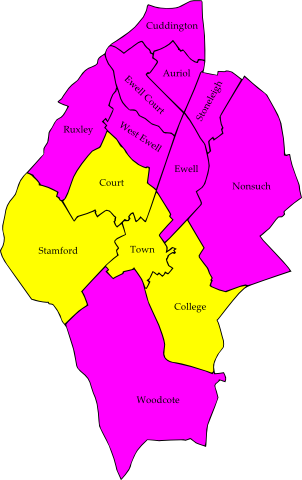 Cuddington
Auriol
Ewell Court
Stoneleigh
Ruxley
West Ewell
Ewell
Court
Nonsuch
Stamford
Town
College
Woodcote